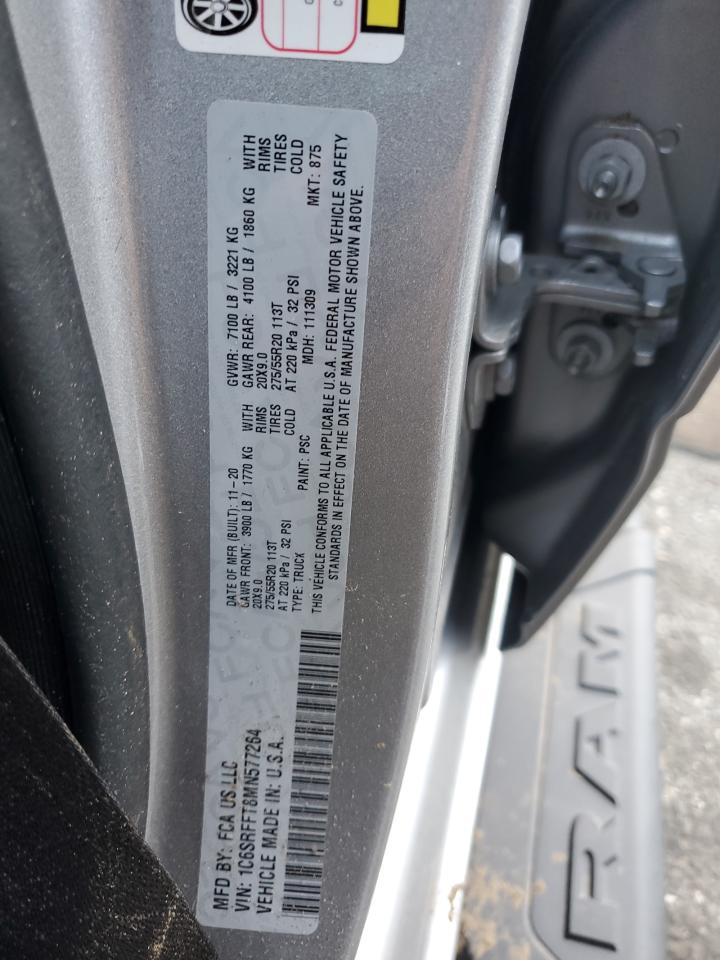 MFD BY: FCA US LLC
VIN: 1C6SRFFT8MN577264
VEHICLE MADE IN: U.S.A.
DATE OF MFR (BUILT): 11-20 GVWR: 7100 LB / 3221 KG
GAWR FRONT: 3900 LB / 1770 KG WITH GAWR REAR: 4100 LB / 1860 KG WITH
20X9.0 RIMS 20X9.0 RIMS
275/55R20 113T TIRES 275/55R20 113T TIRES
AT 220 kPa / 32 PSI COLD AT 220 kPa / 32 PSI COLD
TYPE: TRUCK PAINT: PSC MDH: 111309 MKT: 875
THIS VEHICLE CONFORMS TO ALL APPLICABLE U.S.A. FEDERAL MOTOR VEHICLE SAFETY
STANDARDS IN EFFECT ON THE DATE OF MANUFACTURE SHOWN ABOVE.
RAM